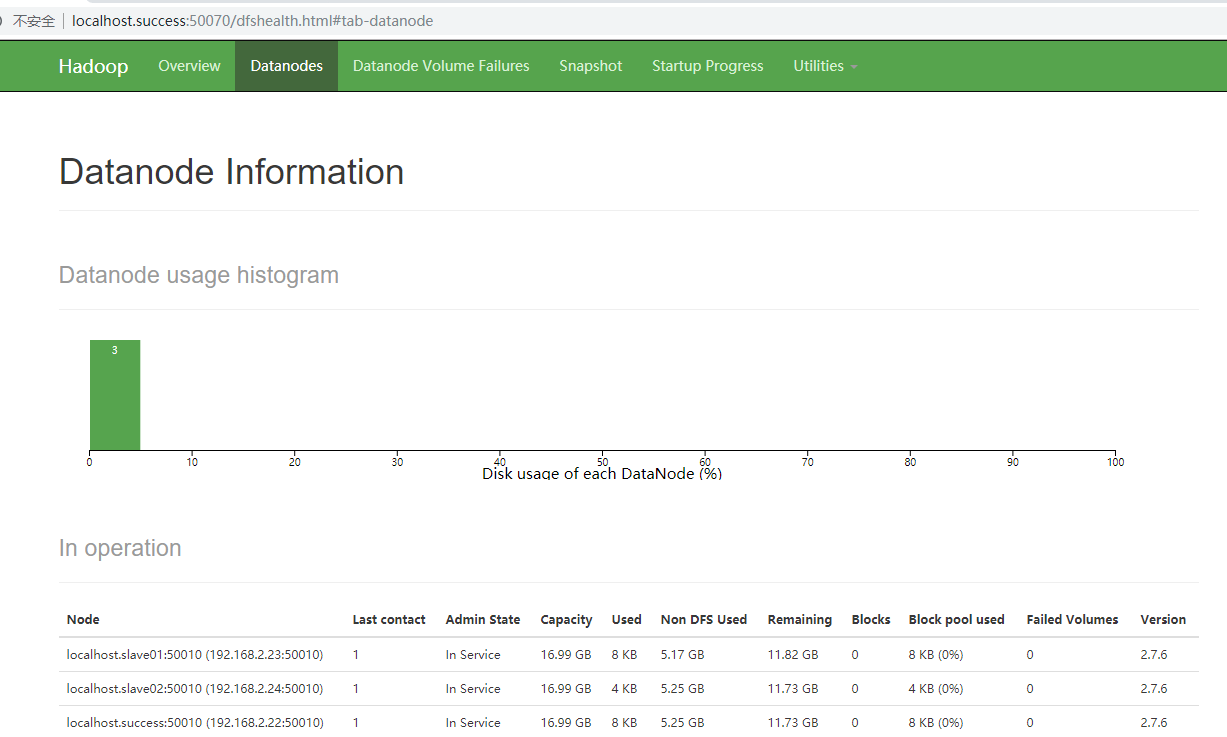 不安全 localhost.success:50070/dfshealth.html#tab-datanode
Hadoop Overview Datanodes Datanode Volume Failures Snapshot Startup Progress Utilities
Datanode Information
Datanode usage histogram
3
0 10 20 30 40 50 60 70 80 90 100
Disk usage of each DataNode (%)
In operation
Node Last contact Admin State Capacity Used Non DFS Used Remaining Blocks Block pool used Failed Volumes Version
localhost.slave01:50010 (192.168.2.23:50010) 1 In Service 16.99 GB 8 KB 5.17 GB 11.82 GB 0 8 KB (0%) 0 2.7.6
localhost.slave02:50010 (192.168.2.24:50010) 1 In Service 16.99 GB 4 KB 5.25 GB 11.73 GB 0 4 KB (0%) 0 2.7.6
localhost.success:50010 (192.168.2.22:50010) 1 In Service 16.99 GB 8 KB 5.25 GB 11.73 GB 0 8 KB (0%) 0 2.7.6